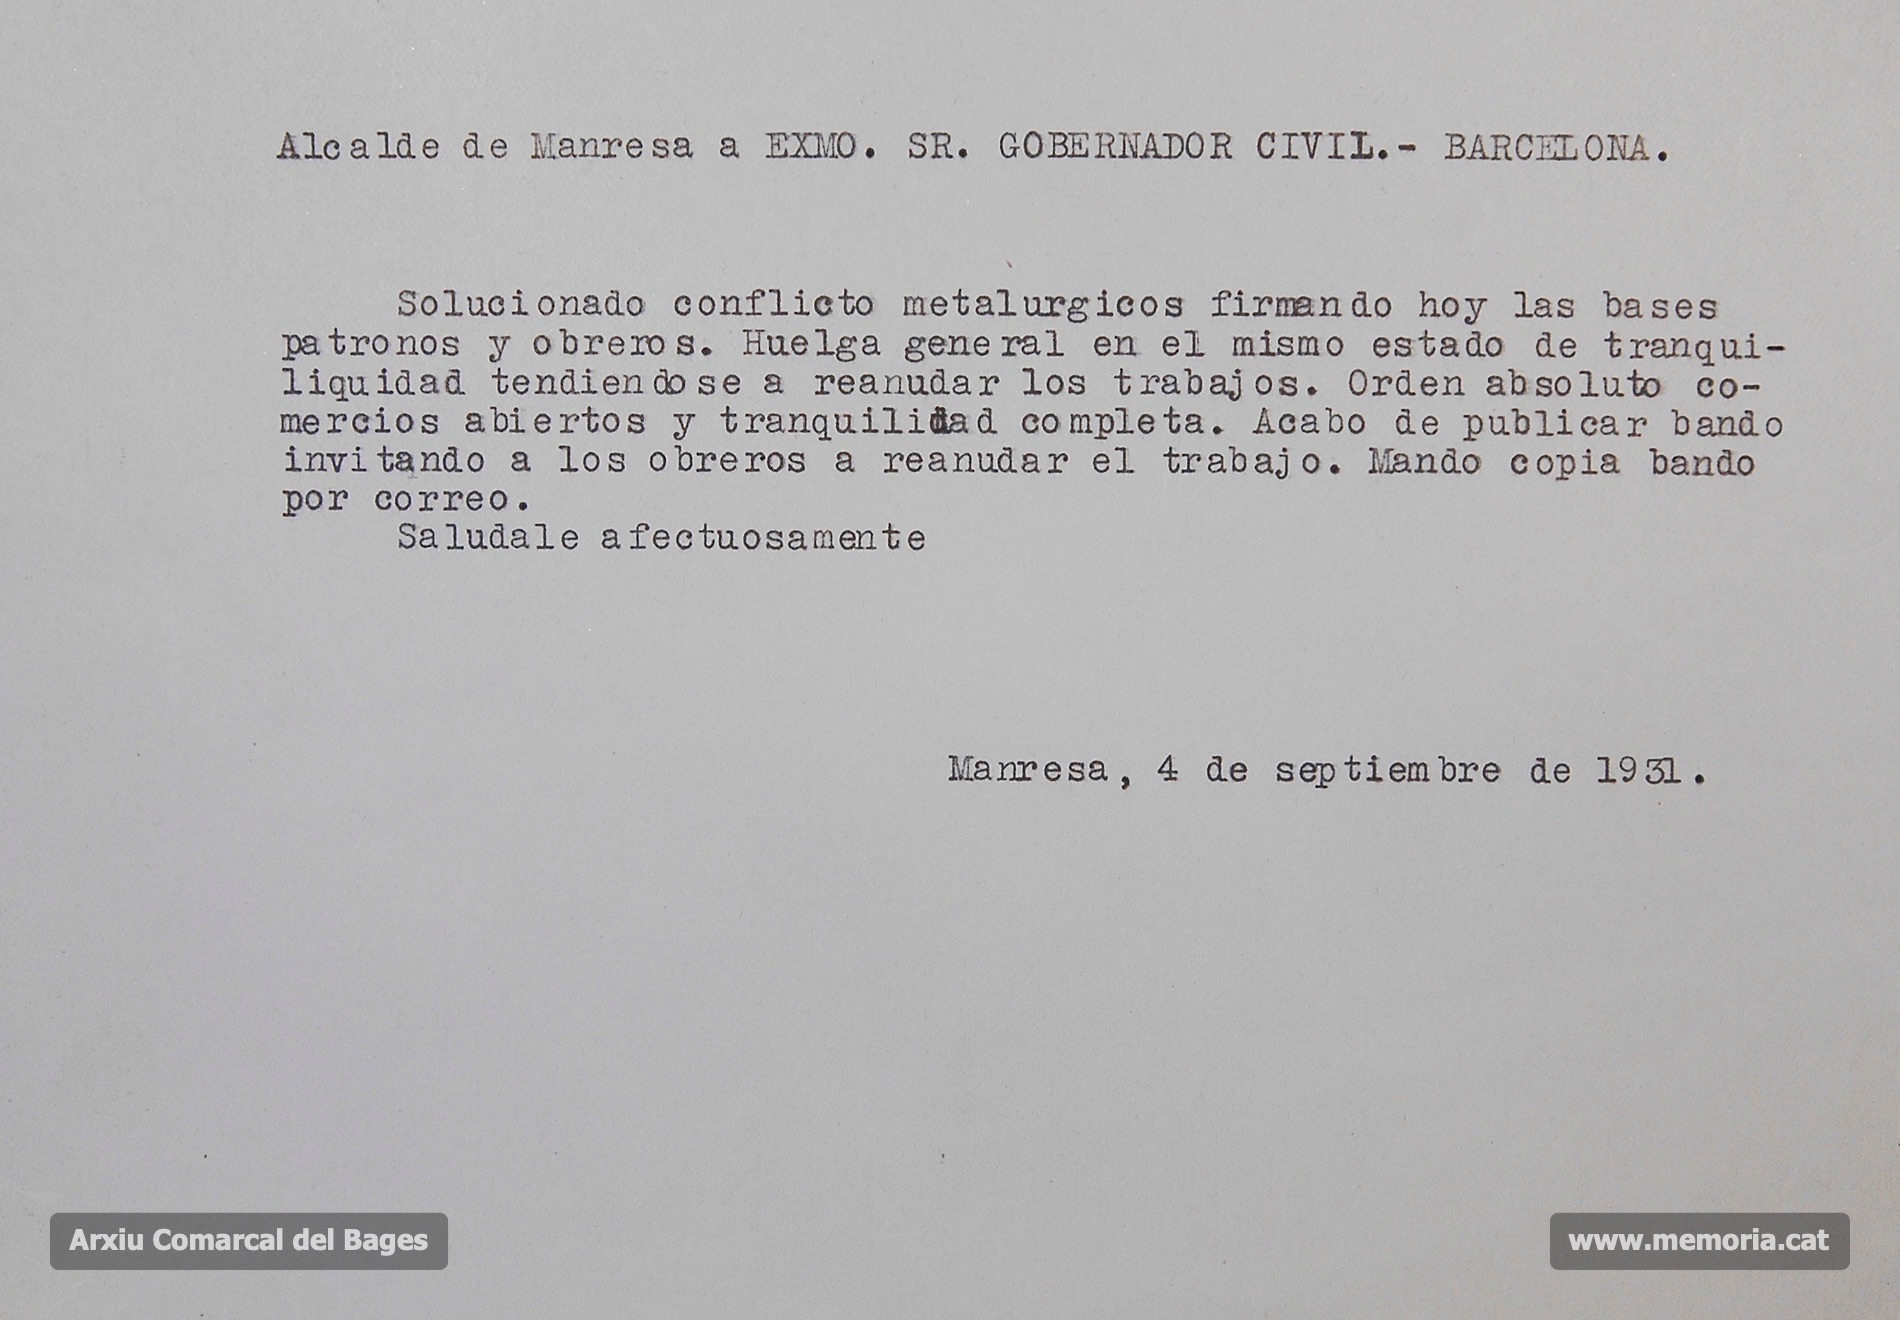 Alcalde de Manresa a EXMO. SR. GOBERNADOR CIVIL.- BARCELONA.
Solucionado conflicto metalurgicos firmando hoy las bases
patronos y obreros. Huelga general en el mismo estado de tranqui-
liquidad tendiendose a reanudar los trabajos. Orden absoluto co-
mercios abiertos y tranquilidad completa. Acabo de publicar bando
invitando a los obreros a reanudar el trabajo. Mando copia bando
por correo.
Saludale afectuosamente
Manresa, 4 de septiembre de 1931.
Arxiu Comarcal del Bages
www.memoria.cat